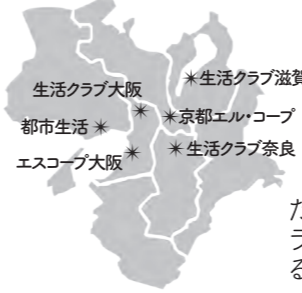 生活クラブ滋賀
生活クラブ大阪
京都エル・コープ
都市生活
生活クラブ奈良
エスコープ大阪